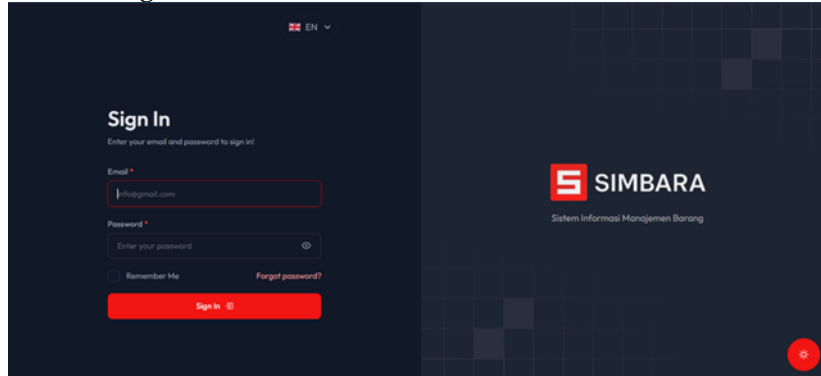 EN
Sign In
Enter your email and password to sign in!
Email *
info@gmail.com
Password *
Enter your password
Remember Me
Forgot password?
Sign In
SIMBARA
Sistem Informasi Manajemen Barang